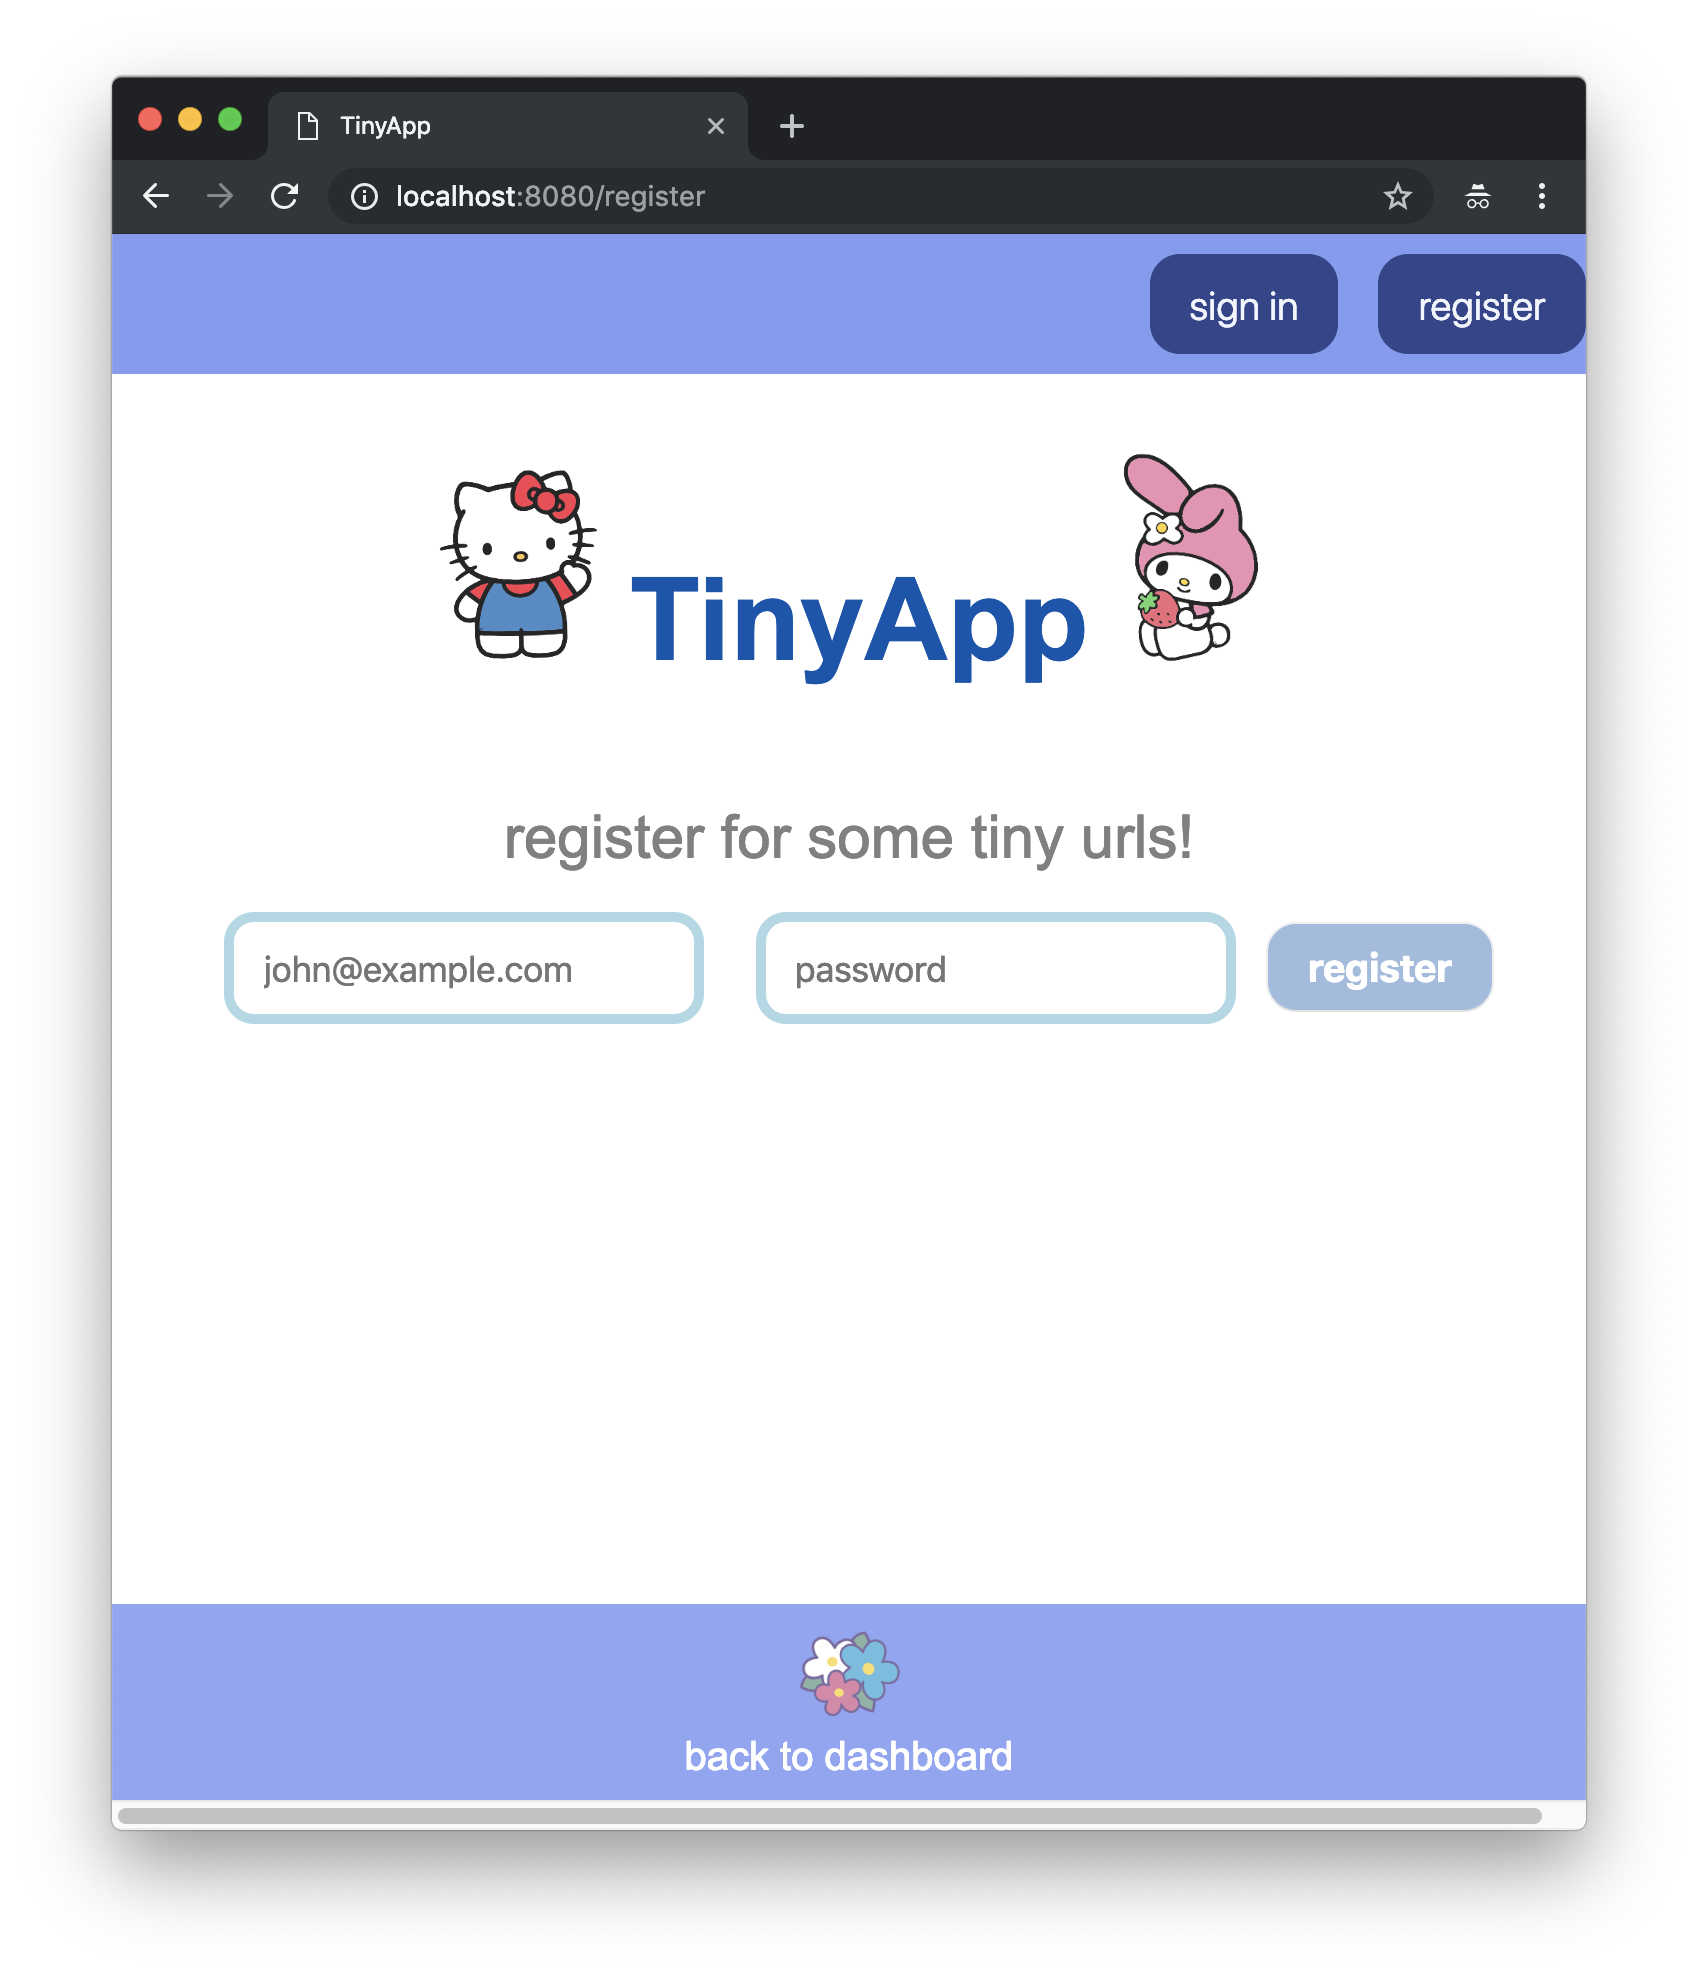 TinyApp
localhost:8080/register
sign in register
TinyApp
register for some tiny urls!
john@example.com password register
back to dashboard